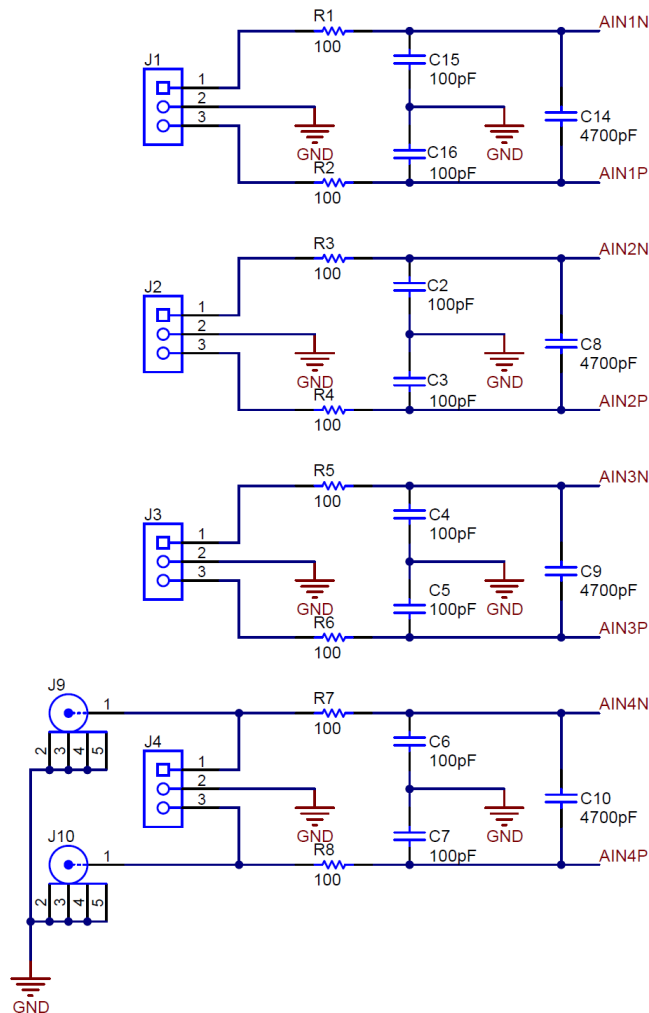 R1
AIN1N
100
C15
J1
100pF
1
2
C14
3
4700pF
GND
GND
C16
R2
100pF
AIN1P
100
R3
AIN2N
100
C2
J2
100pF
1
2
C8
3
4700pF
GND
GND
C3
R4
100pF
AIN2P
100
R5
AIN3N
100
C4
J3
100pF
1
2
C9
3
4700pF
C5
GND
GND
100pF
R6
AIN3P
100
J9
1
R7
AIN4N
100
2 3 4 5
J4
C6
100pF
1
2
C10
3
4700pF
GND
GND
J10
C7
1
R8
100pF
AIN4P
100
2 3 4 5
GND